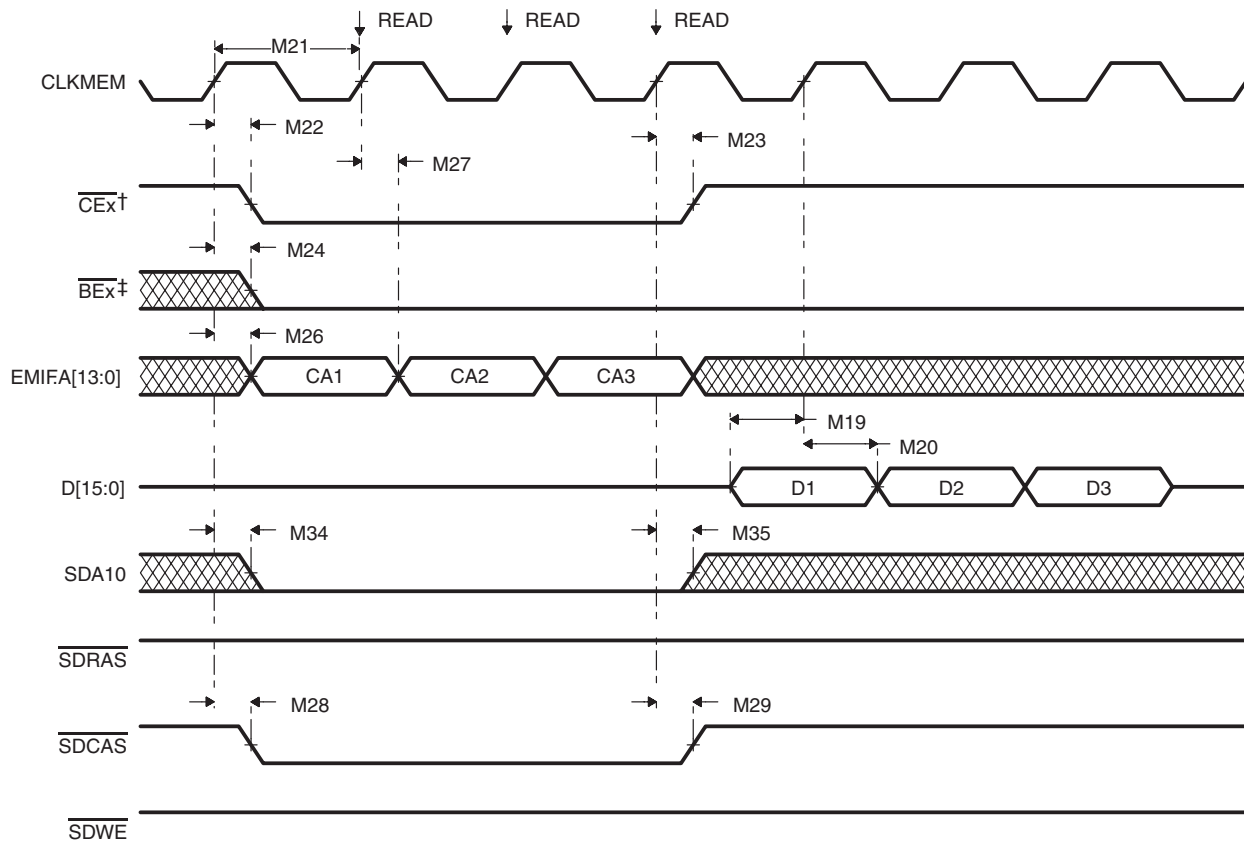 READ READ READ
M21
CLKMEM
M22 M23
M27
CEx†
M24
BEx‡
M26
EMIF.A[13:0] CA1 CA2 CA3
M19
M20
D[15:0] D1 D2 D3
M34 M35
SDA10
SDRAS
M28 M29
SDCAS
SDWE